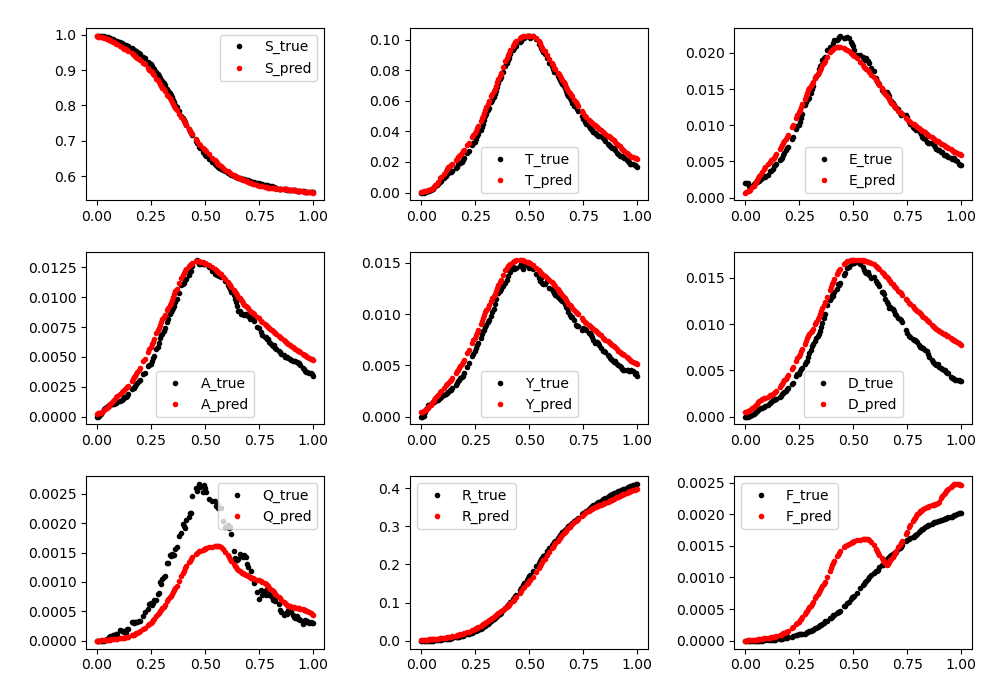 1.0
0.9
0.8
0.7
0.6
0.00 0.25 0.50 0.75 1.00
S_true
S_pred
0.10
0.08
0.06
0.04
0.02
0.00
0.00 0.25 0.50 0.75 1.00
T_true
T_pred
0.020
0.015
0.010
0.005
0.000
0.00 0.25 0.50 0.75 1.00
E_true
E_pred
0.0125
0.0100
0.0075
0.0050
0.0025
0.0000
0.00 0.25 0.50 0.75 1.00
A_true
A_pred
0.015
0.010
0.005
0.000
0.00 0.25 0.50 0.75 1.00
Y_true
Y_pred
0.015
0.010
0.005
0.000
0.00 0.25 0.50 0.75 1.00
D_true
D_pred
0.0025
0.0020
0.0015
0.0010
0.0005
0.0000
0.00 0.25 0.50 0.75 1.00
Q_true
Q_pred
0.4
0.3
0.2
0.1
0.0
0.00 0.25 0.50 0.75 1.00
R_true
R_pred
0.0025
0.0020
0.0015
0.0010
0.0005
0.0000
0.00 0.25 0.50 0.75 1.00
F_true
F_pred